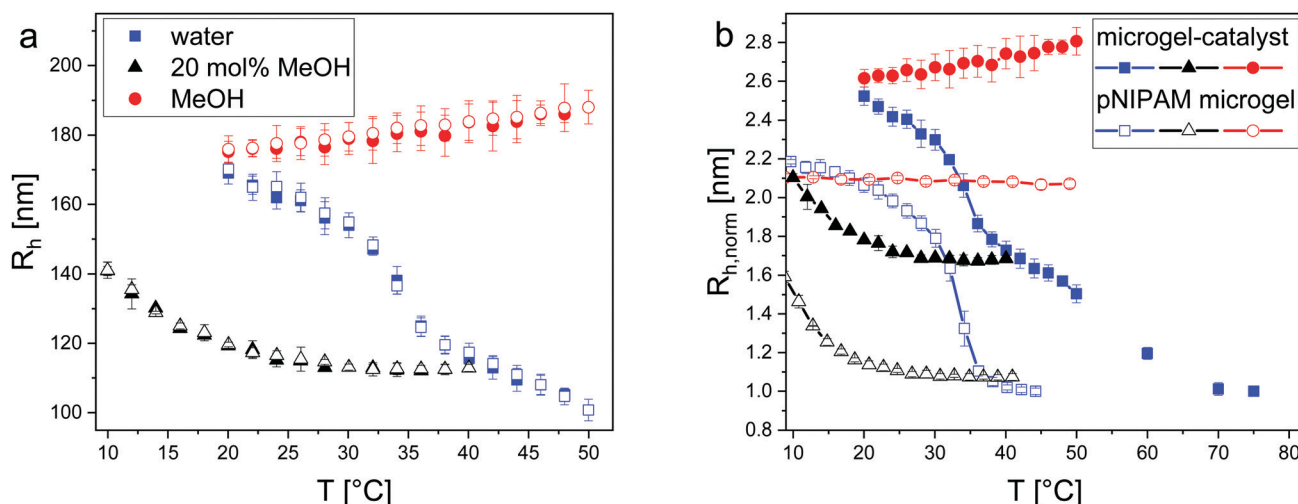 a
water
20 mol% MeOH
MeOH
R_h [nm]
200
180
160
140
120
100
10 15 20 25 30 35 40 45 50
T [°C]
b
microgel-catalyst
pNIPAM microgel
R_h,norm [nm]
2.8
2.6
2.4
2.2
2.0
1.8
1.6
1.4
1.2
1.0
0.8
10 20 30 40 50 60 70 80
T [°C]